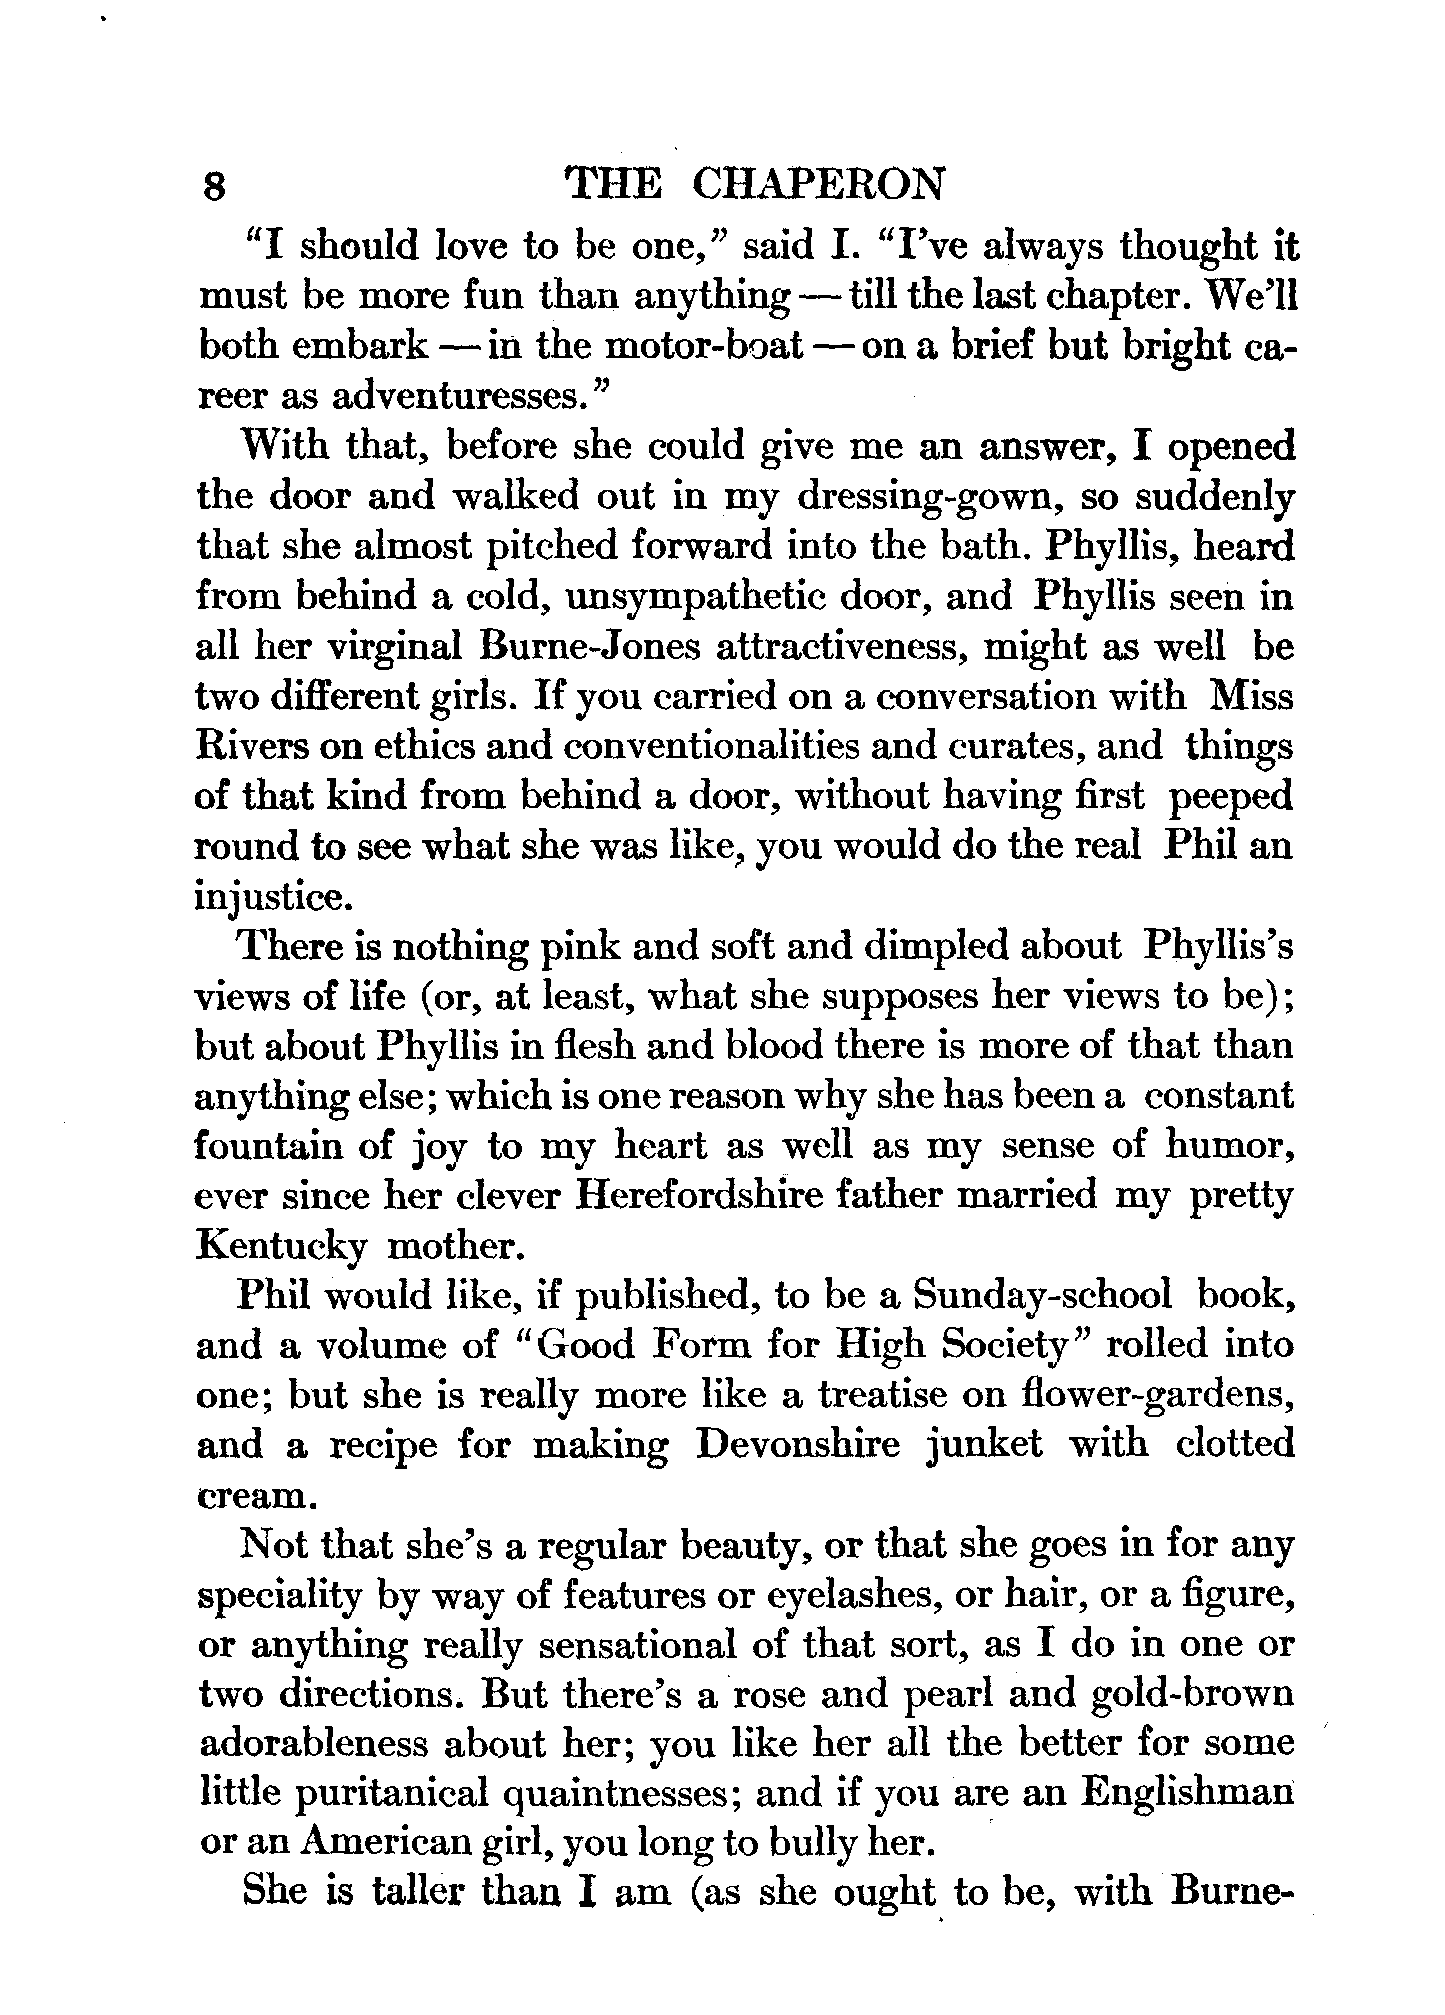 8 THE CHAPERON
"I should love to be one," said I. "I've always thought it
must be more fun than anything — till the last chapter. We'll
both embark — in the motor-boat — on a brief but bright ca-
reer as adventuresses."
With that, before she could give me an answer, I opened
the door and walked out in my dressing-gown, so suddenly
that she almost pitched forward into the bath. Phyllis, heard
from behind a cold, unsympathetic door, and Phyllis seen in
all her virginal Burne-Jones attractiveness, might as well be
two different girls. If you carried on a conversation with Miss
Rivers on ethics and conventionalities and curates, and things
of that kind from behind a door, without having first peeped
round to see what she was like, you would do the real Phil an
injustice.
There is nothing pink and soft and dimpled about Phyllis's
views of life (or, at least, what she supposes her views to be);
but about Phyllis in flesh and blood there is more of that than
anything else; which is one reason why she has been a constant
fountain of joy to my heart as well as my sense of humor,
ever since her clever Herefordshire father married my pretty
Kentucky mother.
Phil would like, if published, to be a Sunday-school book,
and a volume of "Good Form for High Society" rolled into
one; but she is really more like a treatise on flower-gardens,
and a recipe for making Devonshire junket with clotted
cream.
Not that she's a regular beauty, or that she goes in for any
speciality by way of features or eyelashes, or hair, or a figure,
or anything really sensational of that sort, as I do in one or
two directions. But there's a rose and pearl and gold-brown
adorableness about her; you like her all the better for some
little puritanical quaintnesses; and if you are an Englishman
or an American girl, you long to bully her.
She is taller than I am (as she ought to be, with Burne-